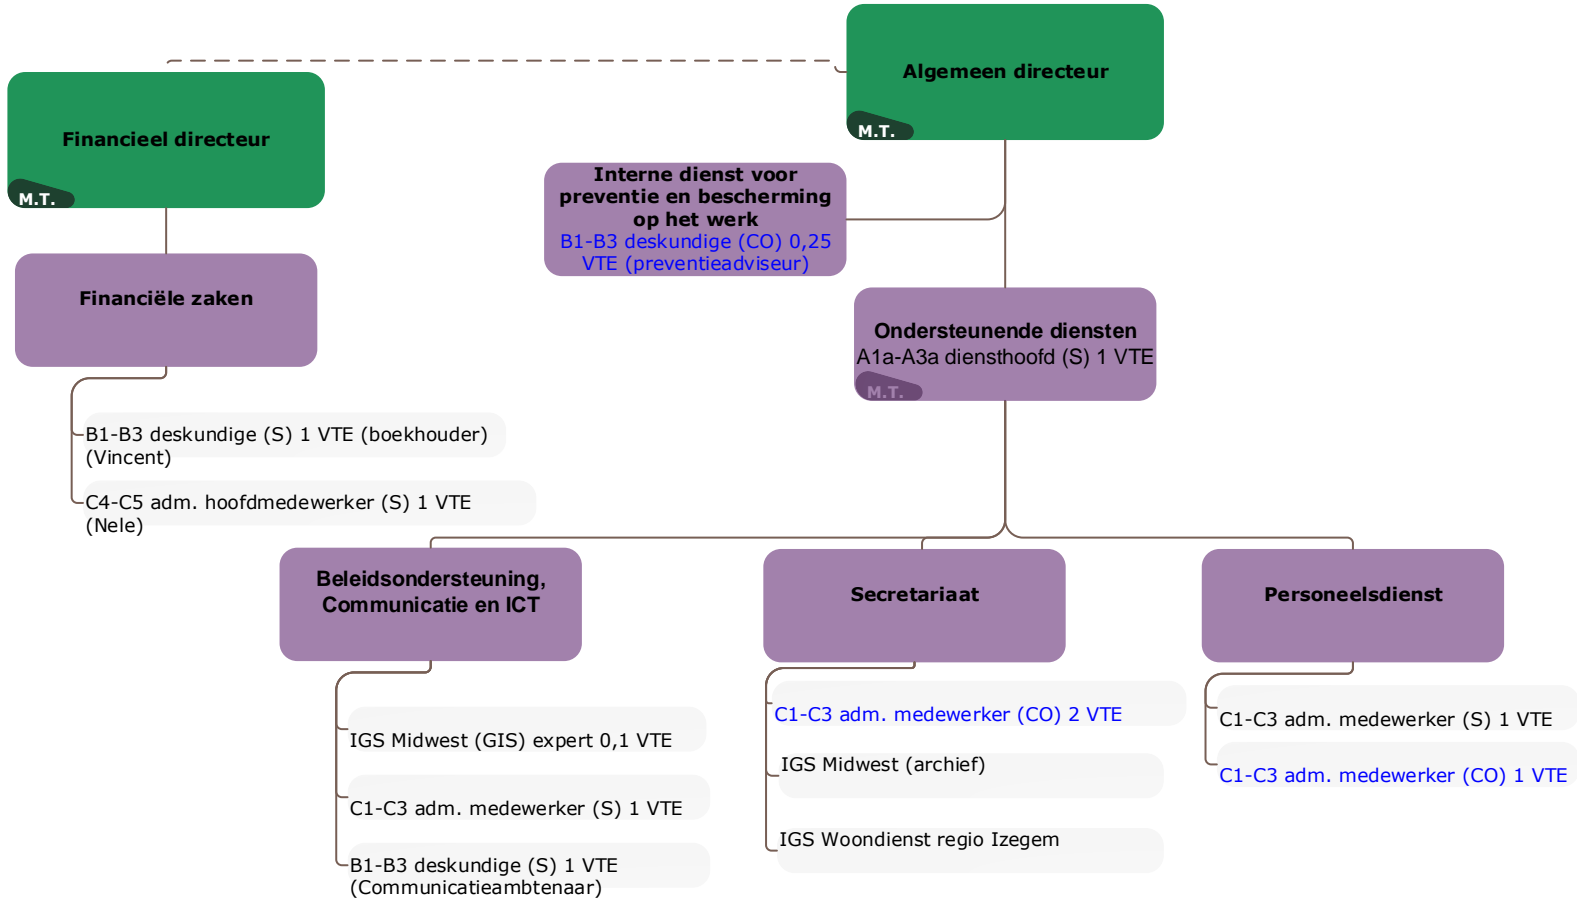 Algemeen directeur
M.T.
Financieel directeur
M.T.
Interne dienst voor
preventie en bescherming
op het werk
B1-B3 deskundige (CO) 0,25
VTE (preventieadviseur)
Financiële zaken
Ondersteunende diensten
A1a-A3a diensthoofd (S) 1 VTE
M.T.
B1-B3 deskundige (S) 1 VTE (boekhouder)
(Vincent)
C4-C5 adm. hoofdmedewerker (S) 1 VTE
(Nele)
Beleidsondersteuning,
Communicatie en ICT
IGS Midwest (GIS) expert 0,1 VTE
C1-C3 adm. medewerker (S) 1 VTE
B1-B3 deskundige (S) 1 VTE
(Communicatieambtenaar)
Secretariaat
C1-C3 adm. medewerker (CO) 2 VTE
IGS Midwest (archief)
IGS Woondienst regio Izegem
Personeelsdienst
C1-C3 adm. medewerker (S) 1 VTE
C1-C3 adm. medewerker (CO) 1 VTE